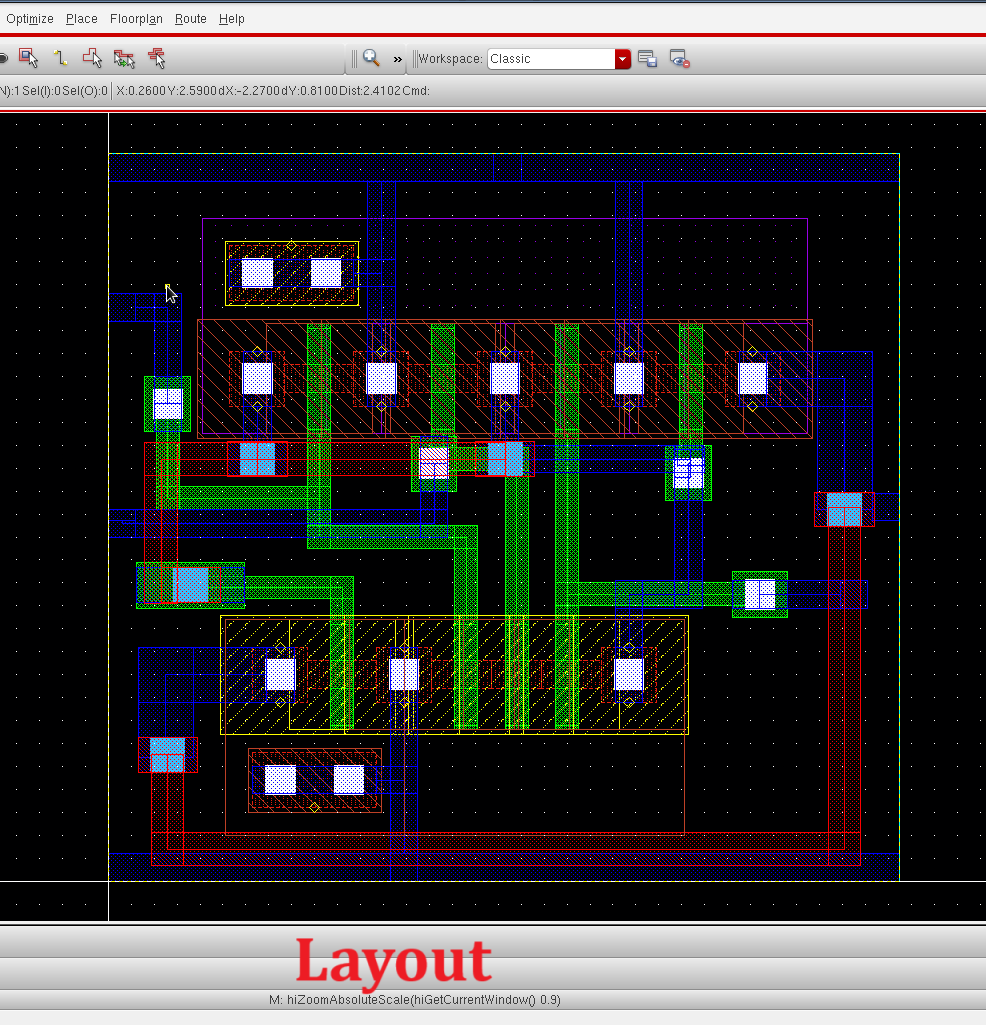 Optimize Place Floorplan Route Help
» Workspace: Classic
N):1 Sel(I):0 Sel(O):0 X:0.2600 Y:2.5900 dX:-2.2700 dY:0.8100 Dist:2.4102 Cmd:
Layout
M: hiZoomAbsoluteScale(hiGetCurrentWindow() 0.9)